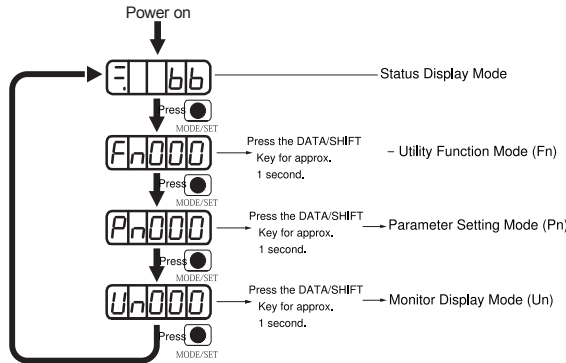 Power on
bb
Status Display Mode
Press
MODE/SET
Fn000
Press the DATA/SHIFT
Key for approx.
1 second.
– Utility Function Mode (Fn)
Press
MODE/SET
Pn000
Press the DATA/SHIFT
Key for approx.
1 second.
Parameter Setting Mode (Pn)
Press
MODE/SET
Un000
Press the DATA/SHIFT
Key for approx.
1 second.
Monitor Display Mode (Un)
Press
MODE/SET